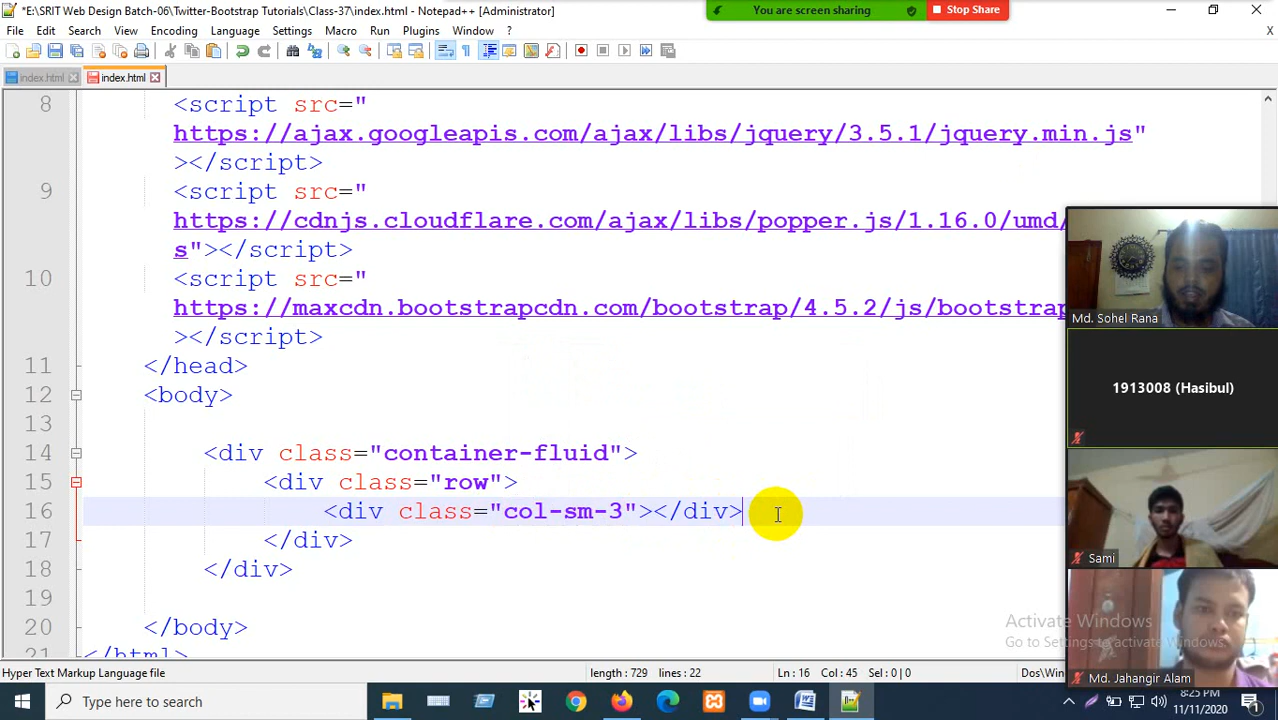 *E:\SRIT Web Design Batch-06\Twitter-Bootstrap Tutorials\Class-37\index.html - Notepad++ [Administrator]
You are screen sharing
Stop Share
File Edit Search View Encoding Language Settings Macro Run Plugins Window ?
X
index.html
index.html
8 <script src="
https://ajax.googleapis.com/ajax/libs/jquery/3.5.1/jquery.min.js"
></script>
9 <script src="
https://cdnjs.cloudflare.com/ajax/libs/popper.js/1.16.0/umd/
s"></script>
10 <script src="
https://maxcdn.bootstrapcdn.com/bootstrap/4.5.2/js/bootstrap
></script>
11 </head>
12 <body>
13
14 <div class="container-fluid">
15 <div class="row">
16 <div class="col-sm-3"></div>
17 </div>
18 </div>
19
20 </body>
21 </html>
Md. Sohel Rana
1913008 (Hasibul)
Sami
Md. Jahangir Alam
Activate Windows
Go to Settings to activate Windows.
Hyper Text Markup Language file
length : 729 lines : 22
Ln : 16 Col : 45 Sel : 0 | 0
Dos\Win
Type here to search
8:25 PM
11/11/2020